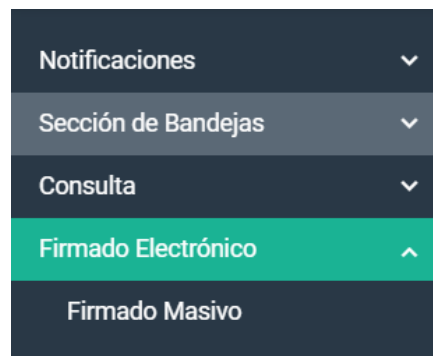 Notificaciones
Sección de Bandejas
Consulta
Firmado Electrónico
Firmado Masivo